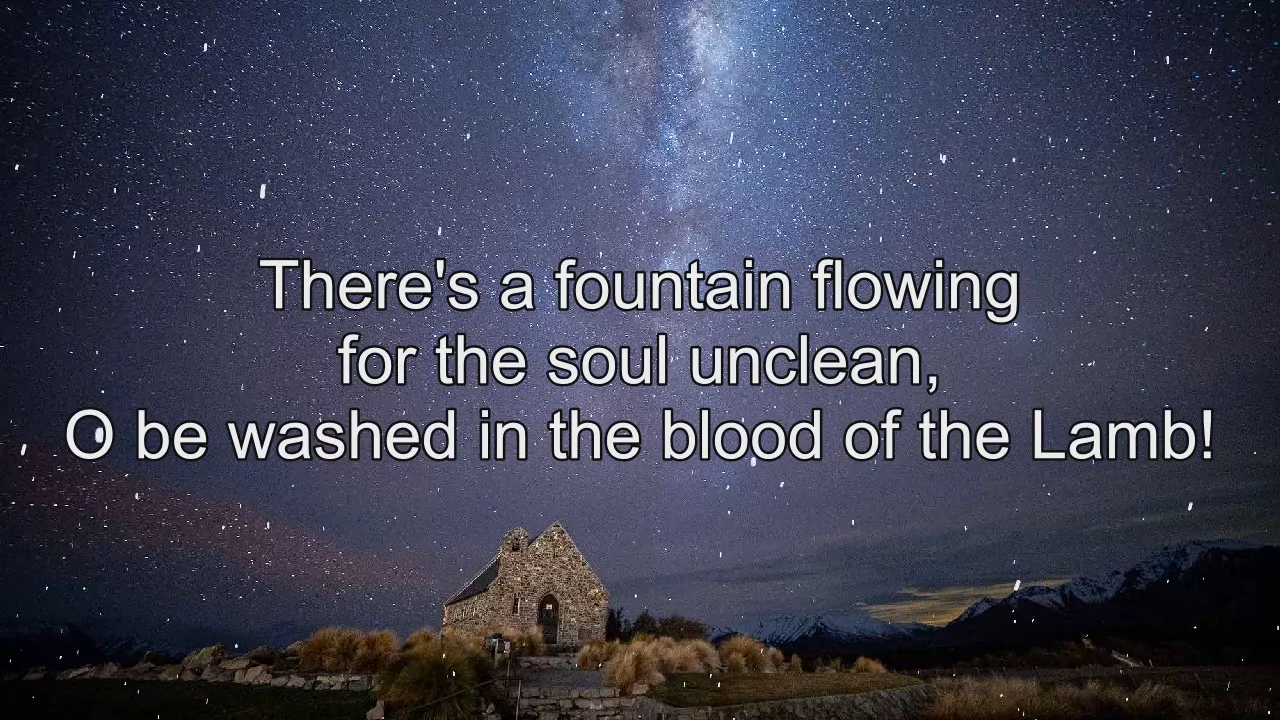 There's a fountain flowing
for the soul unclean,
O be washed in the blood of the Lamb!